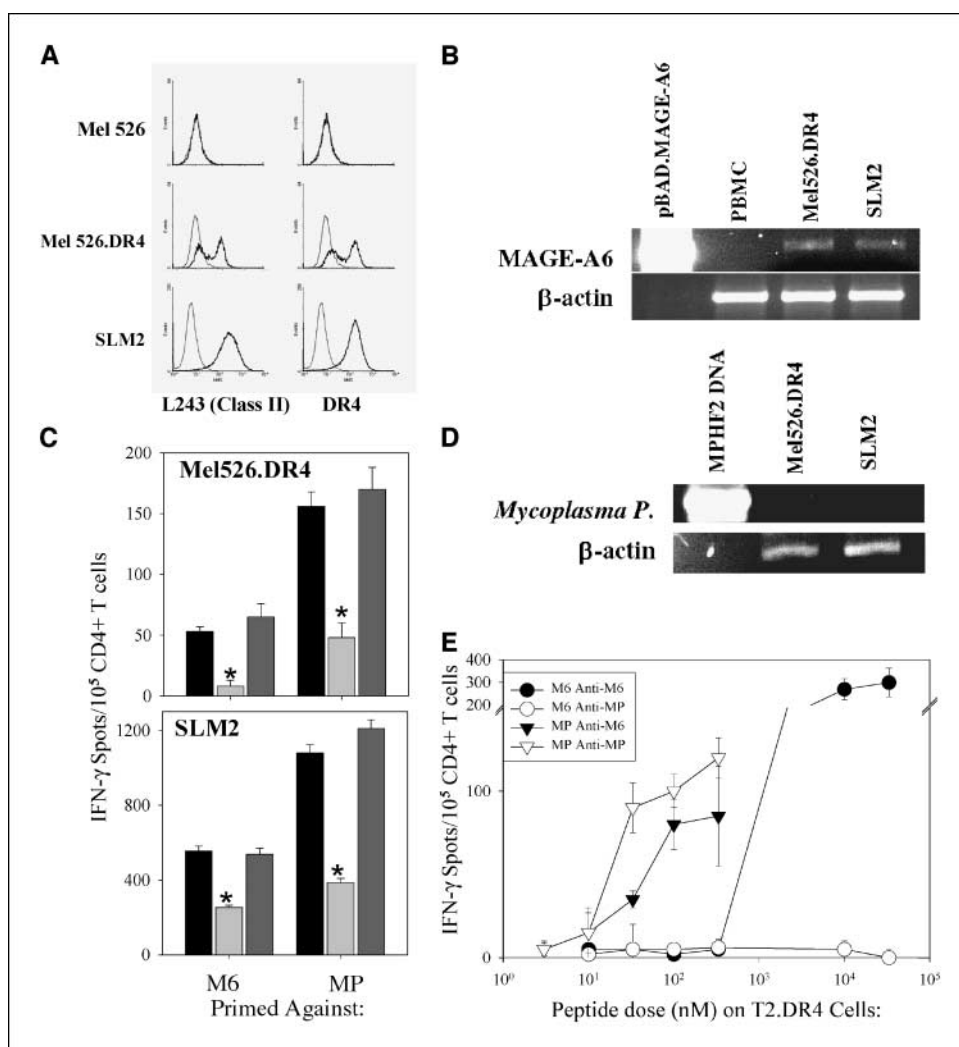 A
Mel 526
Mel 526.DR4
SLM2
L243 (Class II) DR4
B
pBAD.MAGE-A6
PBMC
Mel526.DR4
SLM2
MAGE-A6
β-actin
C
Mel526.DR4
200
150
100
50
0
*
*
SLM2
1200
800
400
0
*
*
IFN-γ Spots/10⁵ CD4+ T cells
M6 MP
Primed Against:
D
MPHF2 DNA
Mel526.DR4
SLM2
Mycoplasma P.
β-actin
E
400
300
200
100
0
M6 Anti-M6
M6 Anti-MP
MP Anti-M6
MP Anti-MP
IFN-γ Spots/10⁵ CD4+ T cells
10⁰ 10¹ 10² 10³ 10⁴ 10⁵
Peptide dose (nM) on T2.DR4 Cells: